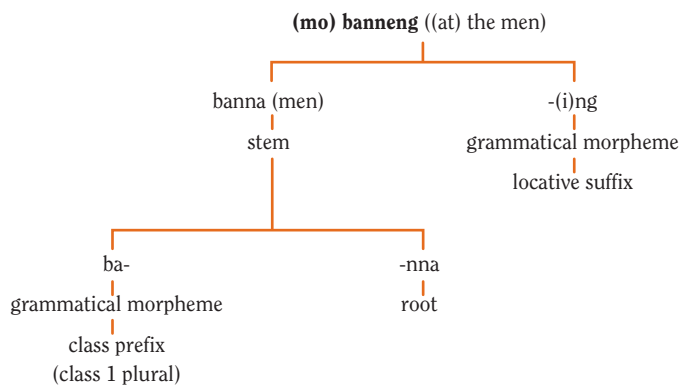 (mo) banneng ((at) the men)
banna (men)
-(i)ng
stem
grammatical morpheme
locative suffix
ba-
-nna
grammatical morpheme
root
class prefix
(class 1 plural)